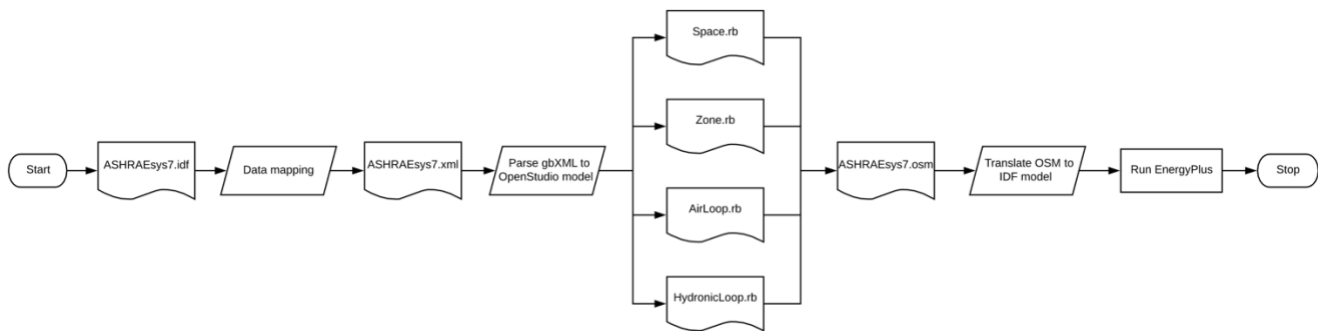 Start
ASHRAEsys7.idf
Data mapping
ASHRAEsys7.xml
Parse gbXML to
OpenStudio model
Space.rb
Zone.rb
AirLoop.rb
HydronicLoop.rb
ASHRAEsys7.osm
Translate OSM to
IDF model
Run EnergyPlus
Stop